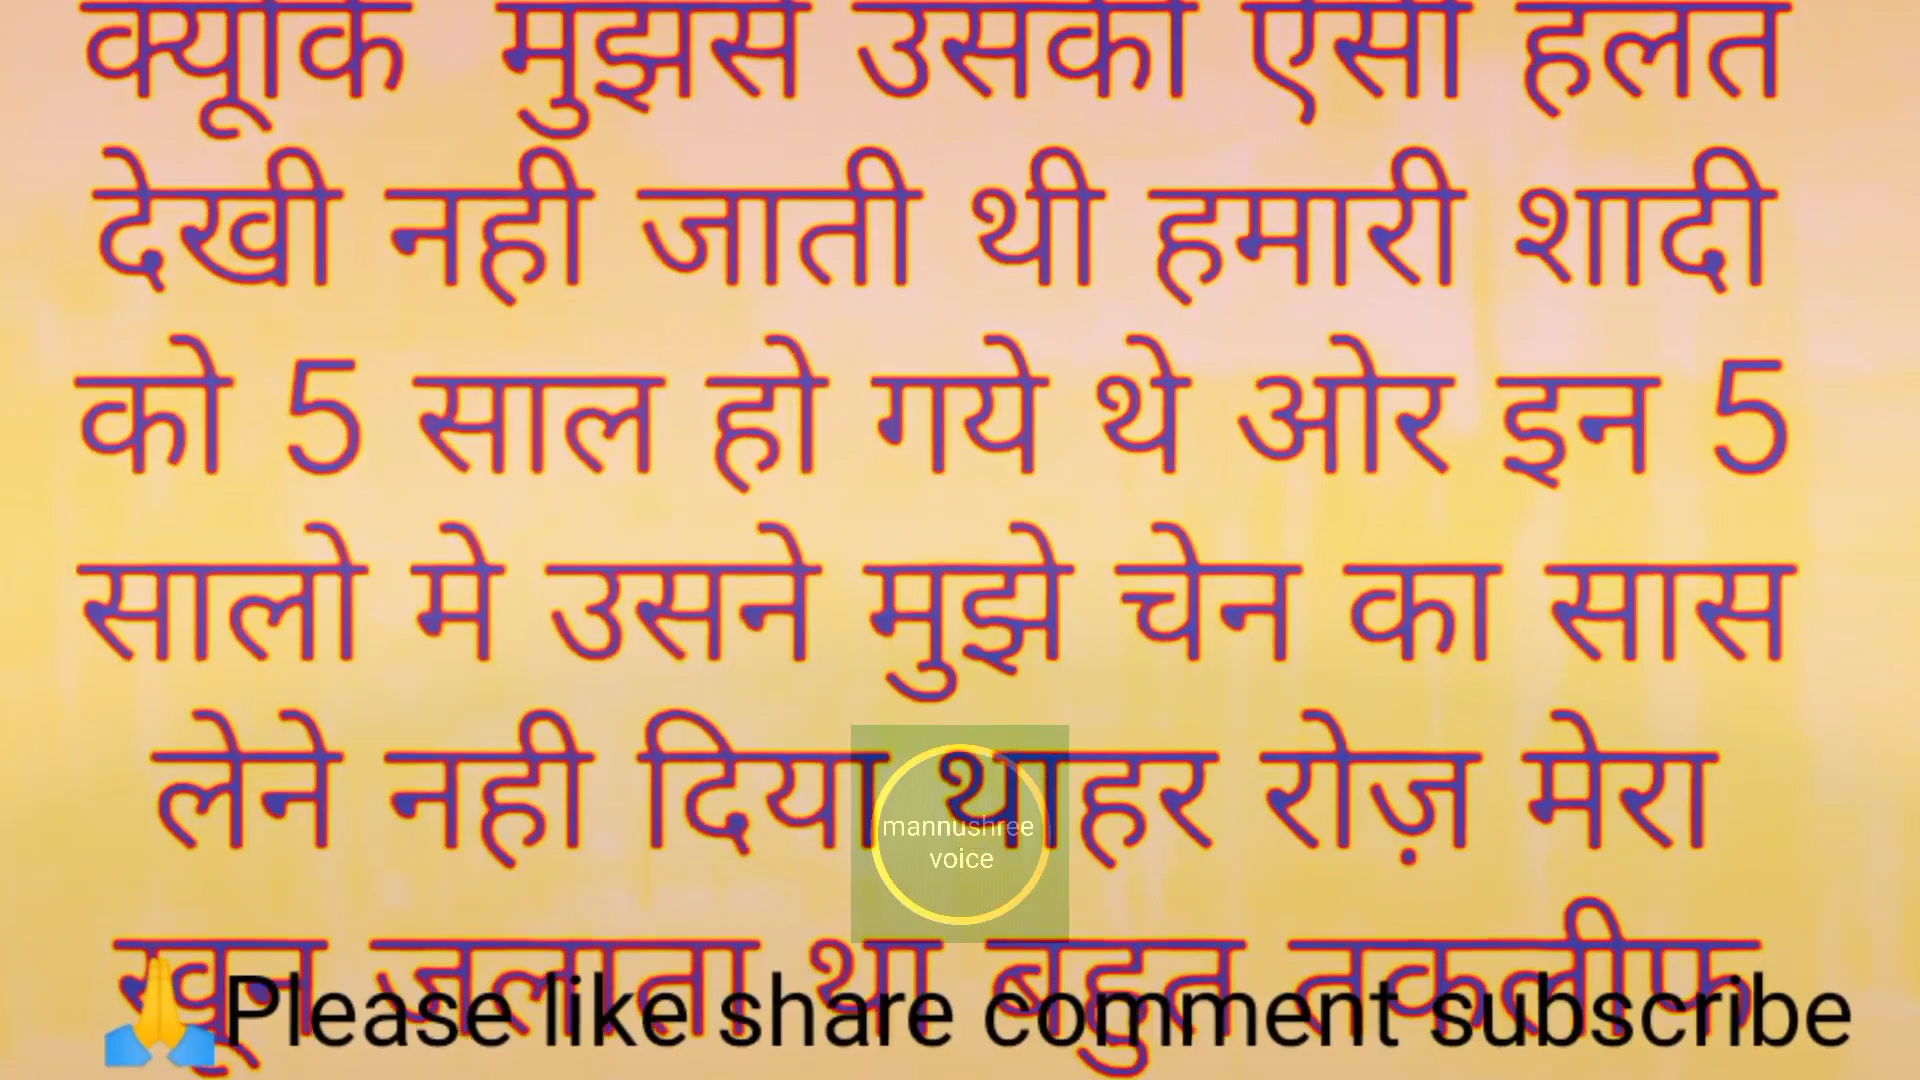 क्योकि मुझसे उसकी ऐसी हलत
देखी नही जाती थी हमारी शादी
को 5 साल हो गये थे ओर इन 5
सालो मे उसने मुझे चेन का सास
लेने नही दिया थाहर रोज़ मेरा
mannushree
voice
खून जलाता था बहुत तकलीफ
🙏Please like share comment subscribe